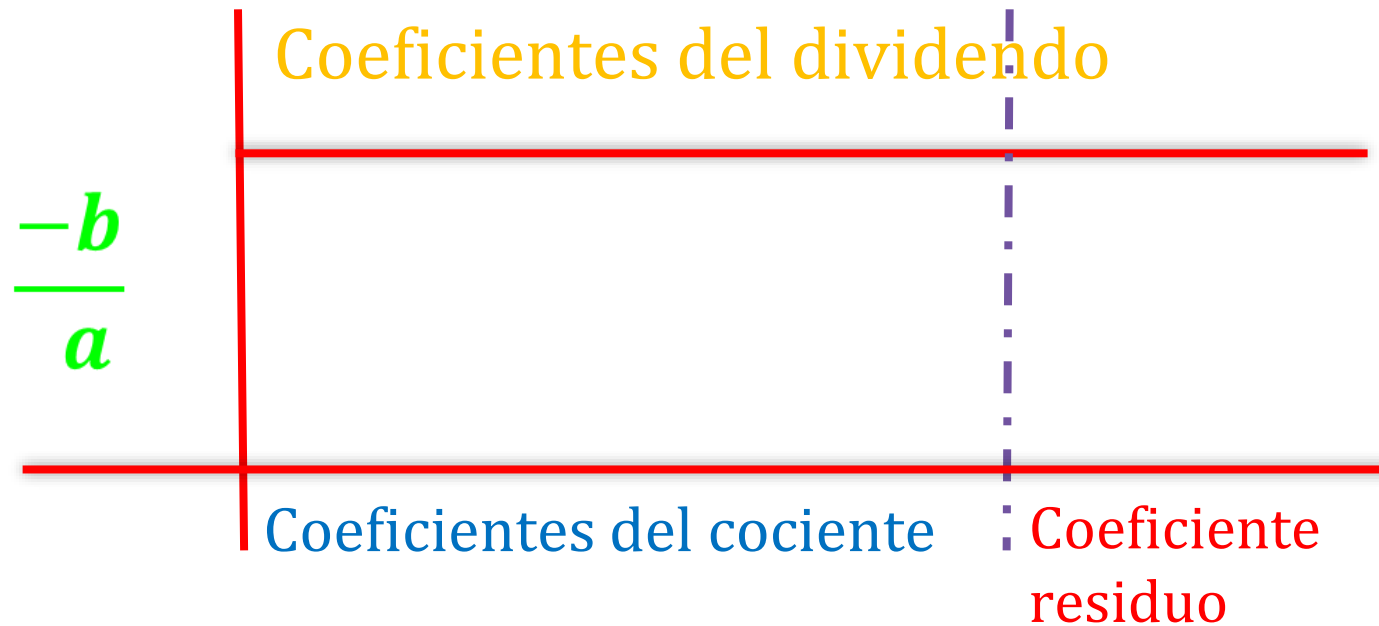 Coeficientes del dividendo
−b
a
Coeficientes del cociente
Coeficiente
residuo